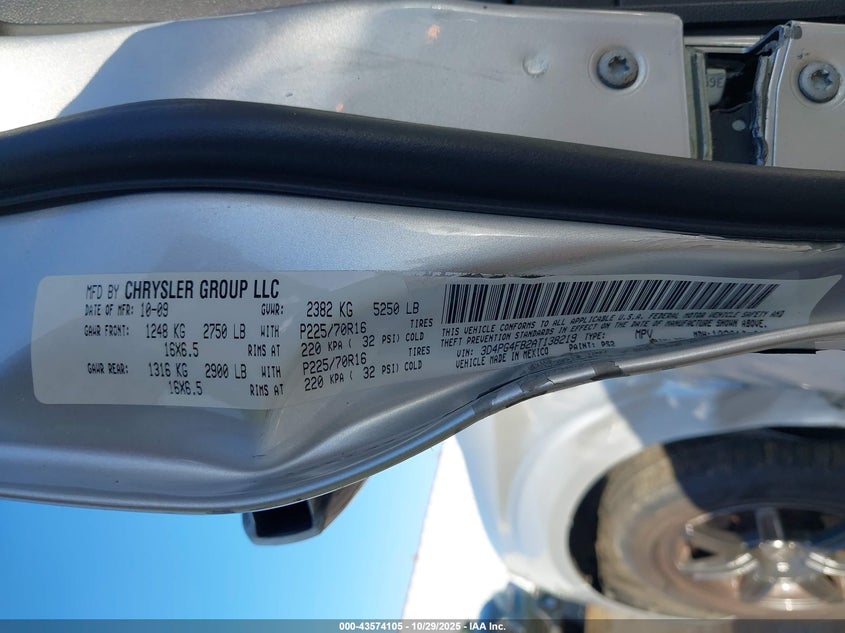 MFD BY CHRYSLER GROUP LLC
DATE OF MFR: 10-09 GVWR: 2382 KG 5250 LB
GAWR FRONT: 1248 KG 2750 LB WITH P225/70R16 TIRES
16X6.5 RIMS AT 220 KPA ( 32 PSI) COLD
GAWR REAR: 1316 KG 2900 LB WITH P225/70R16 TIRES
16X6.5 RIMS AT 220 KPA ( 32 PSI) COLD
THIS VEHICLE CONFORMS TO ALL APPLICABLE U.S.A. FEDERAL MOTOR VEHICLE SAFETY AND
THEFT PREVENTION STANDARDS IN EFFECT ON THE DATE OF MANUFACTURE SHOWN ABOVE.
VIN: 3D4PG4FB2AT138219 TYPE: MPV
VEHICLE MADE IN MEXICO PAINT: PS2
000-43574105 - 10/29/2025 - IAA Inc.